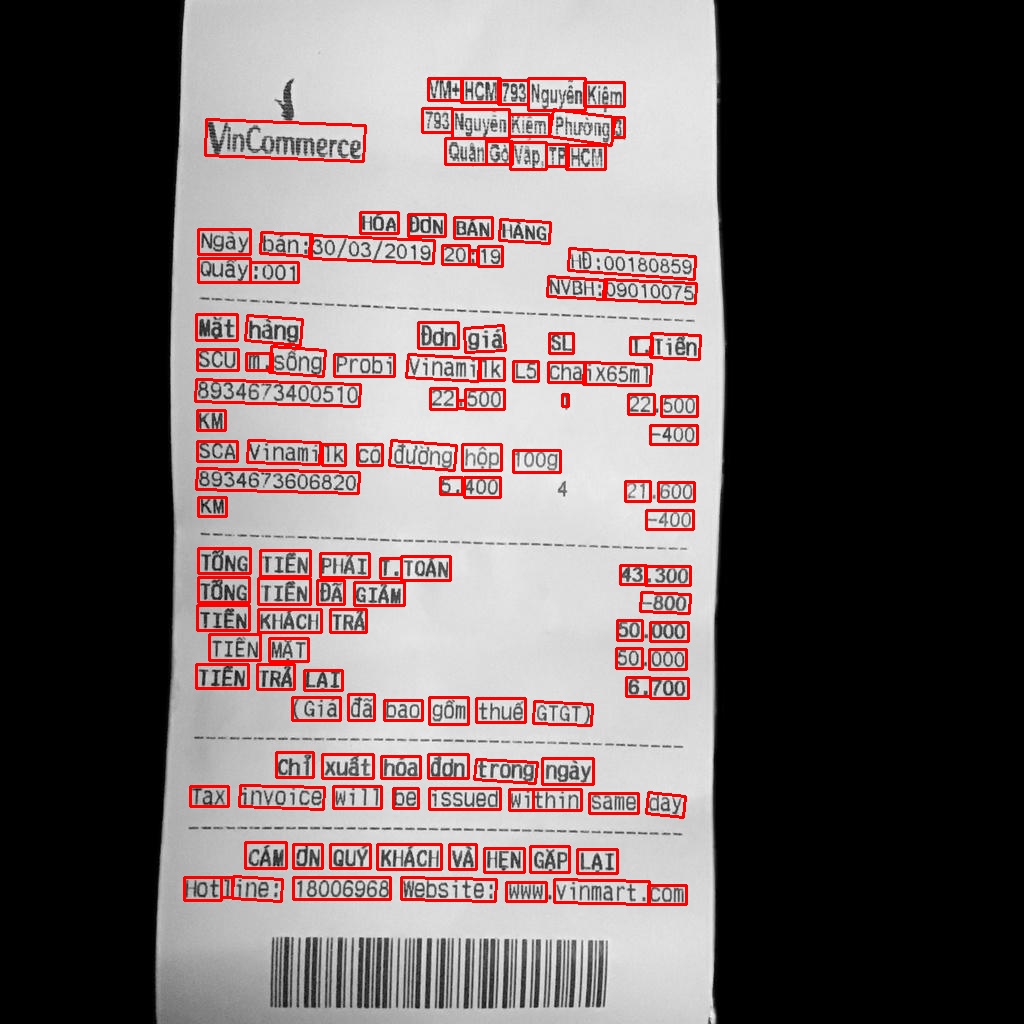 VM+ HCM 793 Nguyễn Kiệm
793 Nguyễn Kiệm Phường 3
Quận Gò Vấp, TP HCM
VinCommerce
HÓA ĐƠN BÁN HÀNG
Ngày bán:30/03/2019 20:19 HĐ:00180859
Quầy:001 NVBH:09010075
Mặt hàng Đơn giá SL T.Tiền
SCU m.sống Probi Vinamilk L5 chaix65ml
8934673400510 22.500 1 22.500
KM -400
SCA Vinamilk có đường hộp 100g
8934673606820 5.400 4 21.600
KM -400
TỔNG TIỀN PHẢI T.TOÁN 43.300
TỔNG TIỀN ĐÃ GIẢM -800
TIỀN KHÁCH TRẢ 50.000
TIỀN MẶT 50.000
TIỀN TRẢ LẠI 6.700
(Giá đã bao gồm thuế GTGT)
Chỉ xuất hóa đơn trong ngày
Tax invoice will be issued within same day
CÁM ƠN QUÝ KHÁCH VÀ HẸN GẶP LẠI
Hotline: 18006968 Website: www.vinmart.com